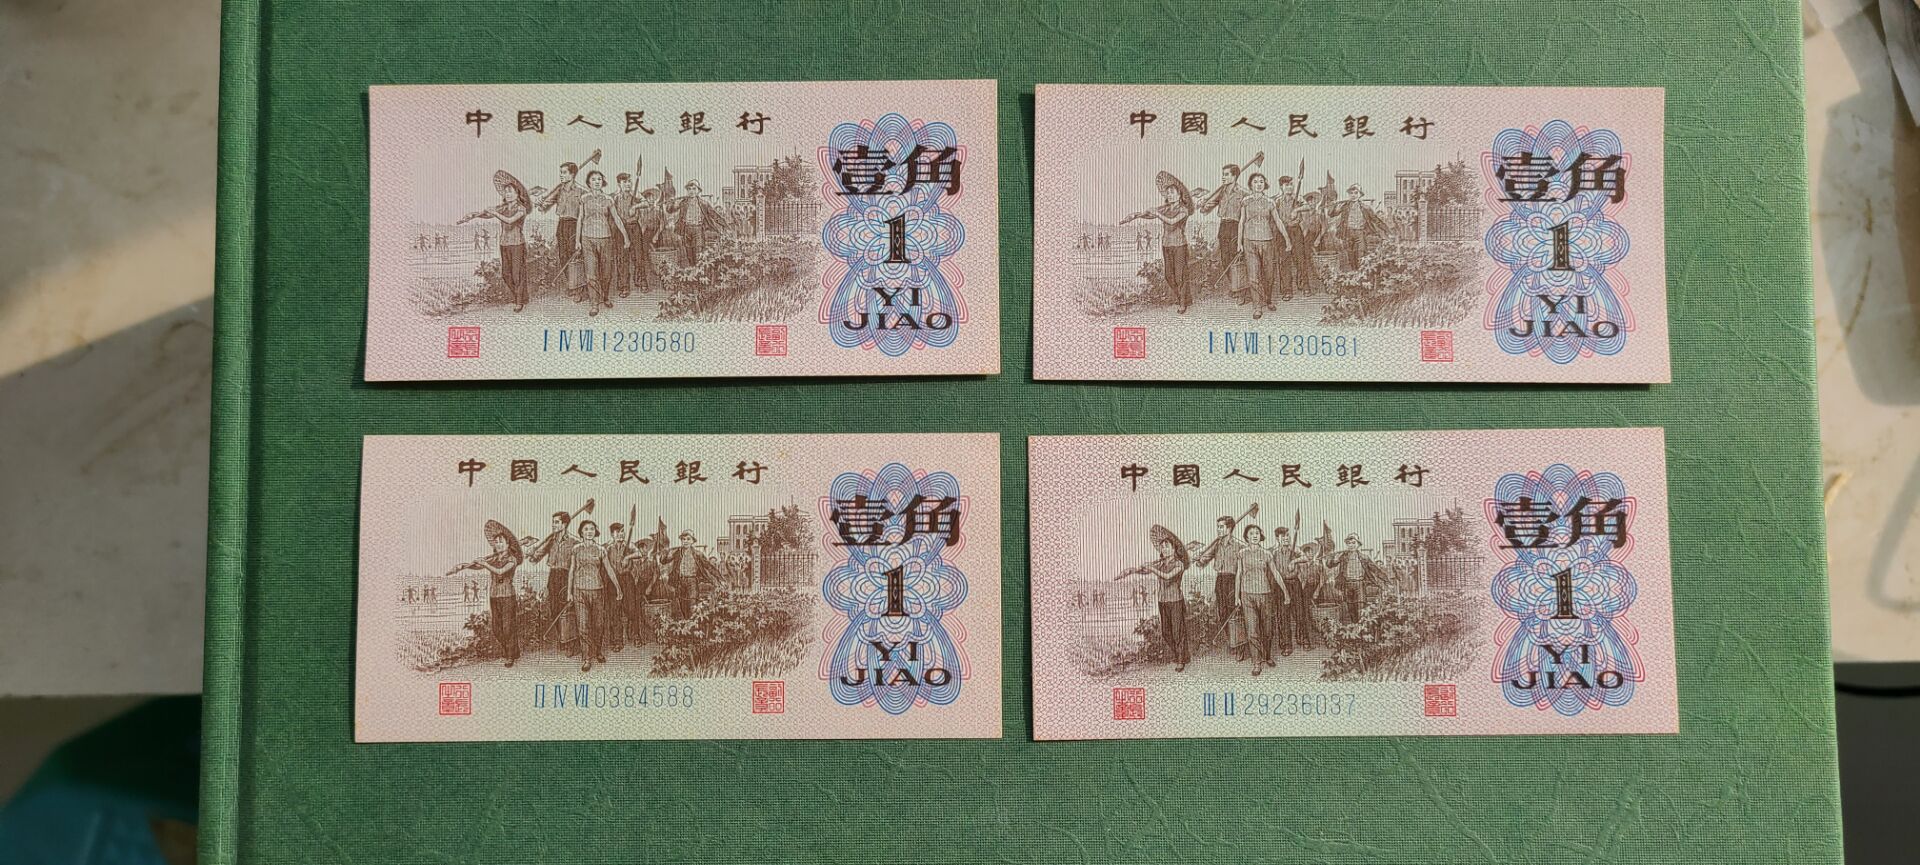 中國人民銀行
壹角
1
YI
JIAO
Ⅰ Ⅳ Ⅶ 1230580
中國人民銀行
壹角
1
YI
JIAO
Ⅰ Ⅳ Ⅶ 1230581
中國人民銀行
壹角
1
YI
JIAO
Ⅱ Ⅳ Ⅶ 0384588
中國人民銀行
壹角
1
YI
JIAO
Ⅲ Ⅱ 29236037